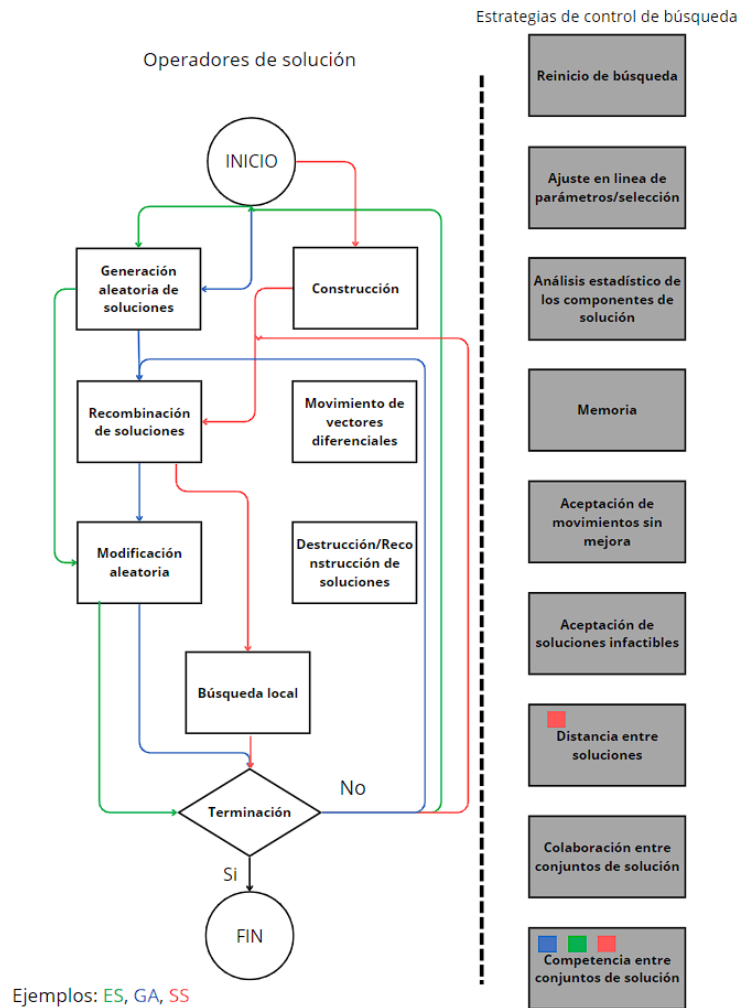 Estrategias de control de búsqueda
Operadores de solución
Reinicio de búsqueda
INICIO
Ajuste en linea de
parámetros/selección
Generación
aleatoria de
soluciones
Construcción
Análisis estadístico de
los componentes de
solución
Recombinación
de soluciones
Movimiento de
vectores
diferenciales
Memoria
Modificación
aleatoria
Destrucción/Reco
nstrucción de
soluciones
Aceptación de
movimientos sin
mejora
Aceptación de
soluciones infactibles
Búsqueda local
Distancia entre
soluciones
No
Terminación
Colaboración entre
conjuntos de solución
Si
FIN
Competencia entre
conjuntos de solución
Ejemplos: ES, GA, SS